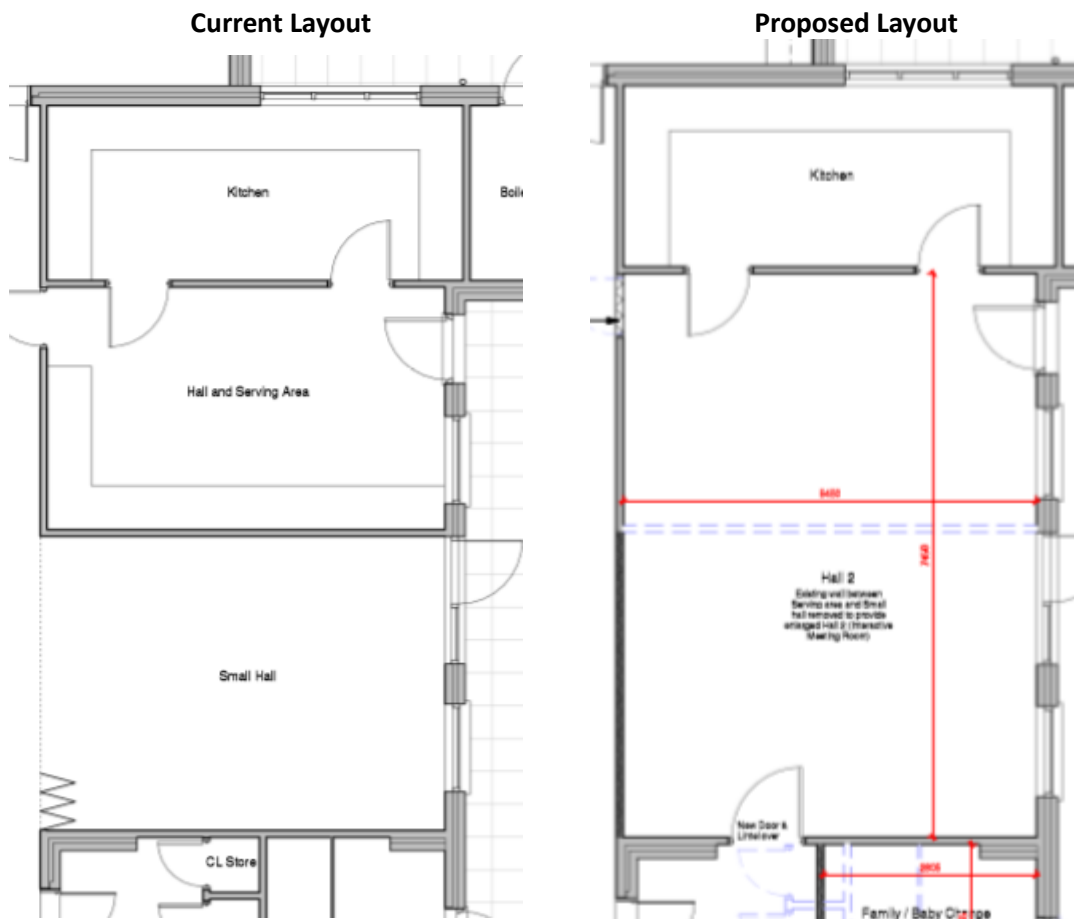 Current Layout
Proposed Layout
Kitchen
Boile
Hall and Serving Area
Small Hall
CL Store
Kitchen
Hall 2
Existing wall between
Serving area and Small
hall removed to provide
enlarged Hall 2 (Interactive
Meeting Room)
New Door &
Lintel over
Family / Baby Change